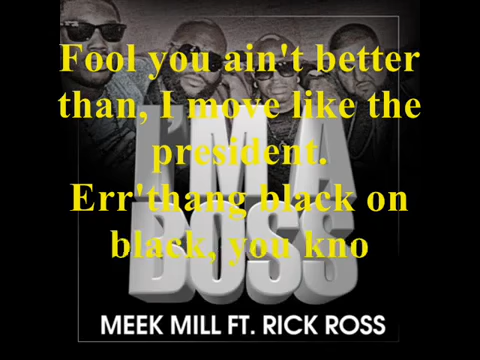 Fool you ain't better
than, I move like the
president.
Err'thang black on
black, you kno
I'M A
BOSS
MEEK MILL FT. RICK ROSS